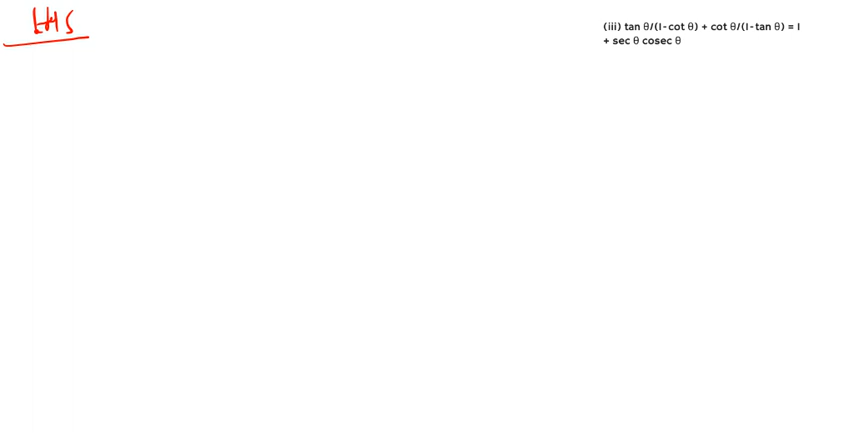 LHS
(iii) tan θ/(1-cot θ) + cot θ/(1-tan θ) = 1
+ sec θ cosec θ